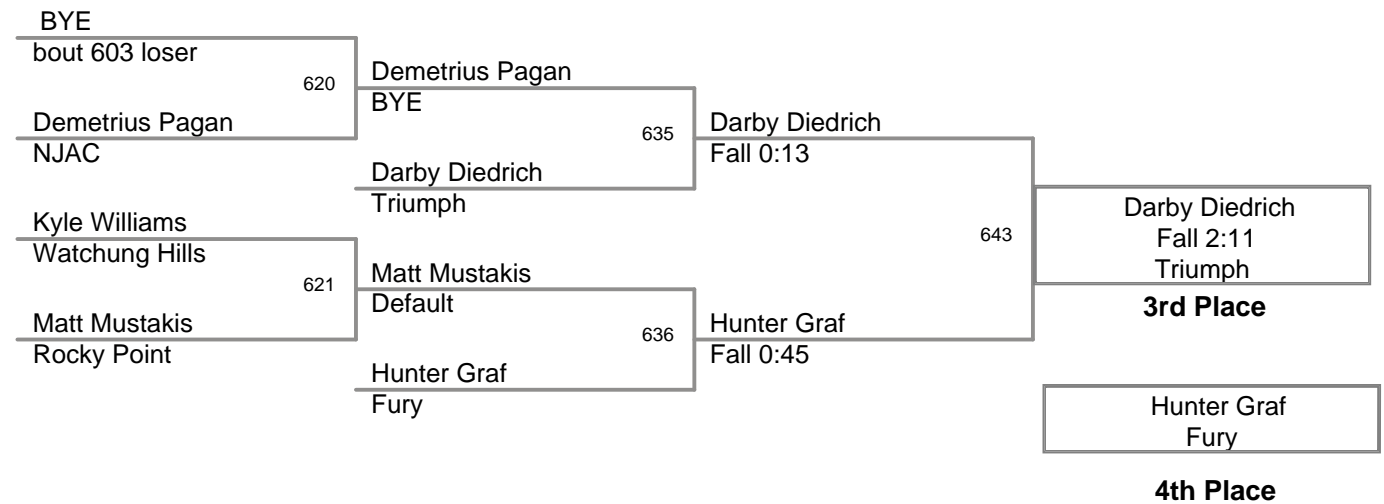 BYE
bout 603 loser
620
Demetrius Pagan
NJAC
Demetrius Pagan
BYE
635
Darby Diedrich
Triumph
Darby Diedrich
Fall 0:13
Kyle Williams
Watchung Hills
621
Matt Mustakis
Rocky Point
Matt Mustakis
Default
636
Hunter Graf
Fury
Hunter Graf
Fall 0:45
643
Darby Diedrich
Fall 2:11
Triumph
3rd Place
Hunter Graf
Fury
4th Place